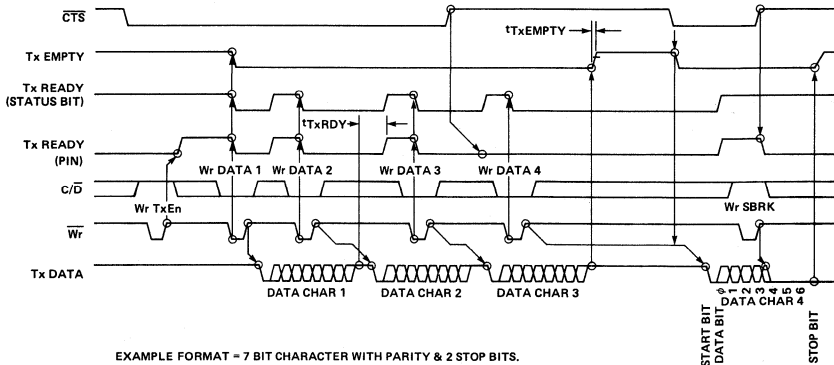 CTS
tTxEMPTY
Tx EMPTY
Tx READY
(STATUS BIT)
tTxRDY
Tx READY
(PIN)
Wr DATA 1 Wr DATA 2 Wr DATA 3 Wr DATA 4
C/D
Wr TxEn
Wr SBRK
Wr
Tx DATA
DATA CHAR 1 DATA CHAR 2 DATA CHAR 3
START BIT
DATA BIT
ϕ 1 2 3 4 5 6
DATA CHAR 4
STOP BIT
EXAMPLE FORMAT = 7 BIT CHARACTER WITH PARITY & 2 STOP BITS.